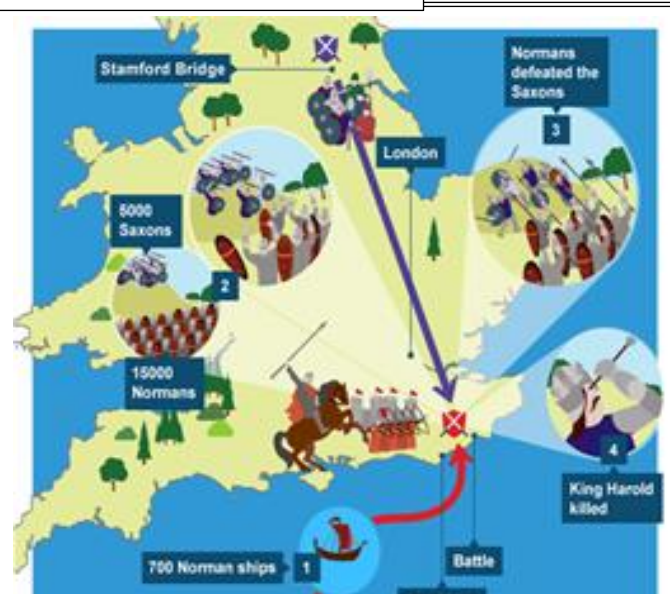 Stamford Bridge
Normans
defeated the
Saxons
3
London
5000
Saxons
2
15000
Normans
4
King Harold
killed
700 Norman ships
1
Battle